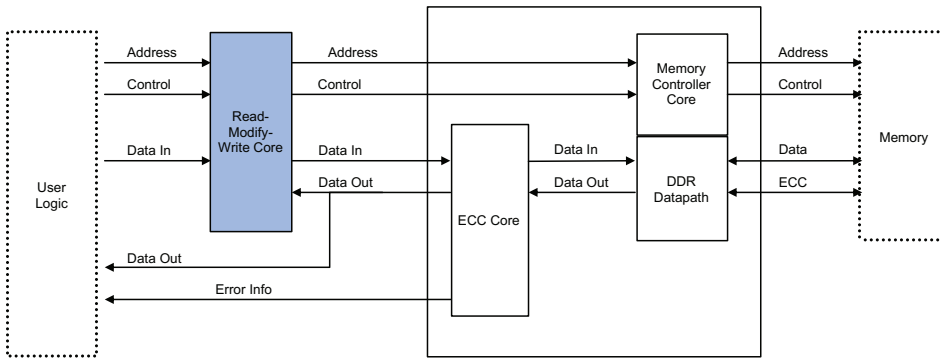 Address
Address
Address
Control
Control
Control
Memory
Controller
Core
Read-
Modify-
Write Core
Memory
Data In
Data In
Data In
Data
Data Out
Data Out
ECC
User
Logic
DDR
Datapath
ECC Core
Data Out
Error Info